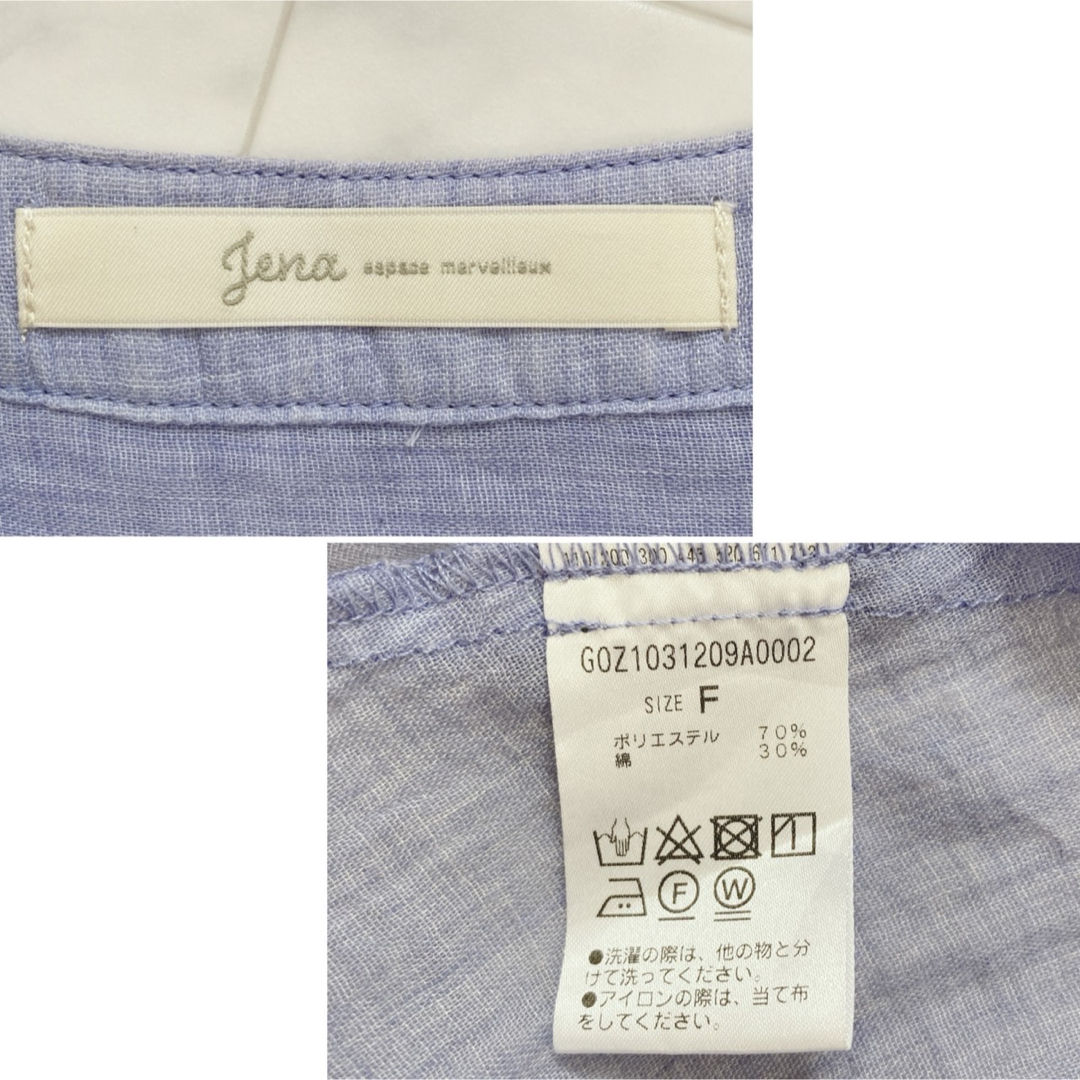 Jena espace merveilleux
G0Z1031209A0002
SIZE F
ポリエステル 70%
綿 30%
F W
●洗濯の際は、他の物と分
けて洗ってください。
●アイロンの際は、当て布
をしてください。